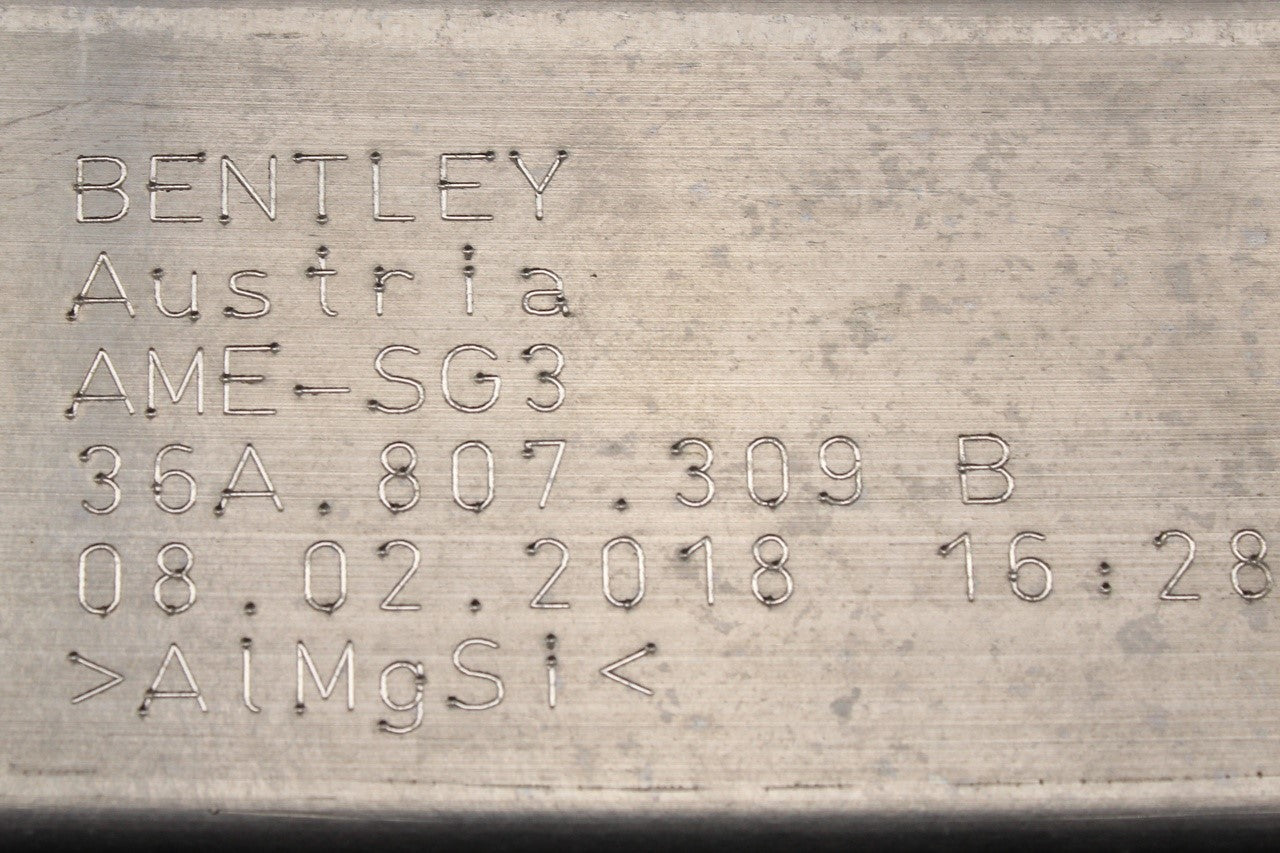 BENTLEY
Austria
AME-SG3
36A.807.309 B
08.02.2018 16:28
>AlMgSi<